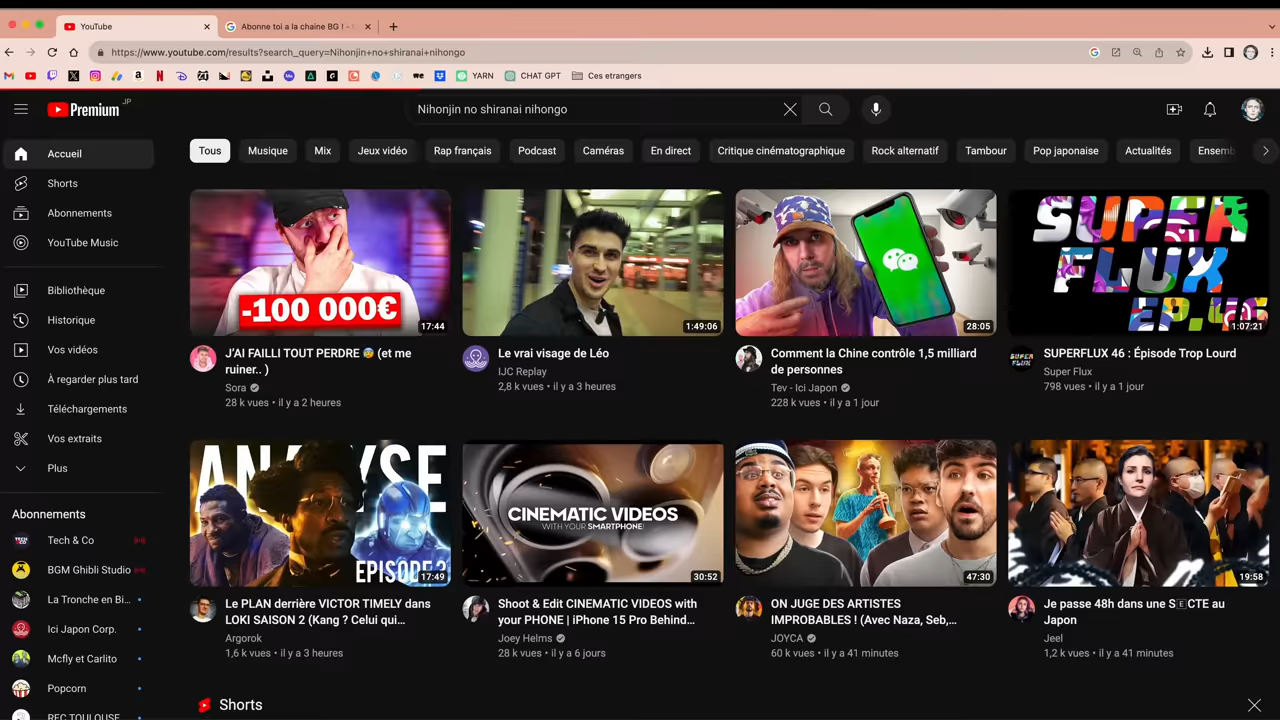 YouTube
Abonne toi a la chaine BG ! -
https://www.youtube.com/results?search_query=Nihonjin+no+shiranai+nihongo
YARN
CHAT GPT
Ces etrangers
Premium JP
Nihonjin no shiranai nihongo
Accueil
Shorts
Abonnements
YouTube Music
Bibliothèque
Historique
Vos vidéos
À regarder plus tard
Téléchargements
Vos extraits
Plus
Abonnements
Tech & Co
BGM Ghibli Studio
La Tronche en Bi...
Ici Japon Corp.
Mcfly et Carlito
Popcorn
REC TOULOUSE
Tous
Musique
Mix
Jeux vidéo
Rap français
Podcast
Caméras
En direct
Critique cinématographique
Rock alternatif
Tambour
Pop japonaise
Actualités
Ensemb
-100 000€
17:44
J'AI FAILLI TOUT PERDRE 😰 (et me
ruiner.. )
Sora
28 k vues • il y a 2 heures
1:49:06
Le vrai visage de Léo
IJC Replay
2,8 k vues • il y a 3 heures
28:05
Comment la Chine contrôle 1,5 milliard
de personnes
Tev - Ici Japon
228 k vues • il y a 1 jour
SUPER
FLUX
EP.46
1:07:21
SUPERFLUX 46 : Épisode Trop Lourd
Super Flux
798 vues • il y a 1 jour
ANALYSE
EPISODE 3
17:49
Le PLAN derrière VICTOR TIMELY dans
LOKI SAISON 2 (Kang ? Celui qui...
Argorok
1,6 k vues • il y a 3 heures
CINEMATIC VIDEOS
WITH YOUR SMARTPHONE!
30:52
Shoot & Edit CINEMATIC VIDEOS with
your PHONE | iPhone 15 Pro Behind...
Joey Helms
28 k vues • il y a 6 jours
47:30
ON JUGE DES ARTISTES
IMPROBABLES ! (Avec Naza, Seb,...
JOYCA
60 k vues • il y a 41 minutes
19:58
Je passe 48h dans une S🄴CTE au
Japon
Jeel
1,2 k vues • il y a 41 minutes
Shorts